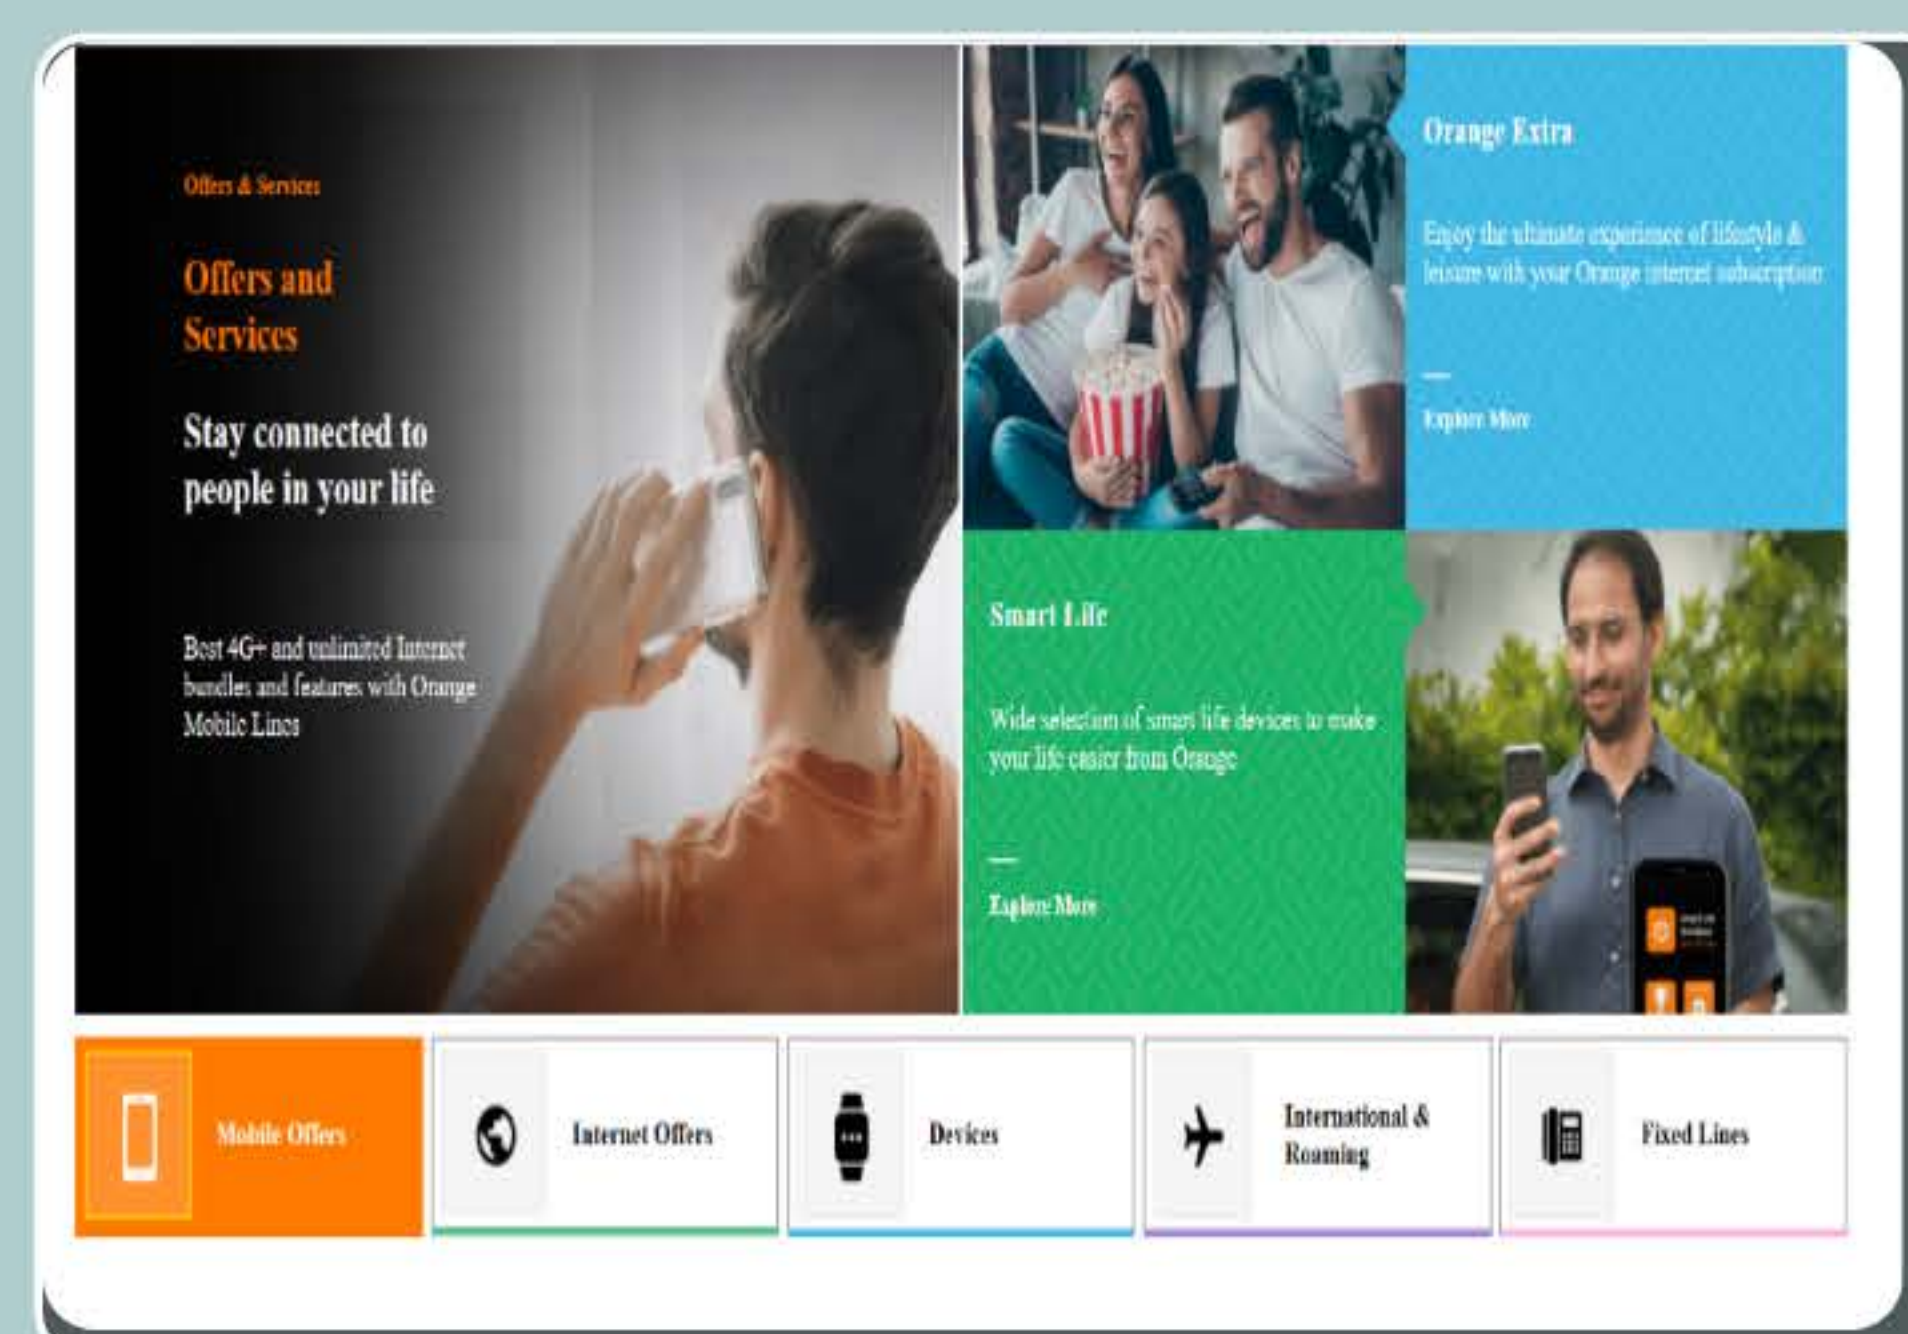 Offers & Services
Offers and
Services
Stay connected to
people in your life
Best 4G+ and unlimited Internet
bundles and features with Orange
Mobile Lines
Orange Extra
Enjoy the ultimate experience of lifestyle &
leisure with your Orange internet subscription
Explore More
Smart Life
Wide selection of smart life devices to make
your life easier from Orange
Explore More
Mobile Offers
Internet Offers
Devices
International &
Roaming
Fixed Lines